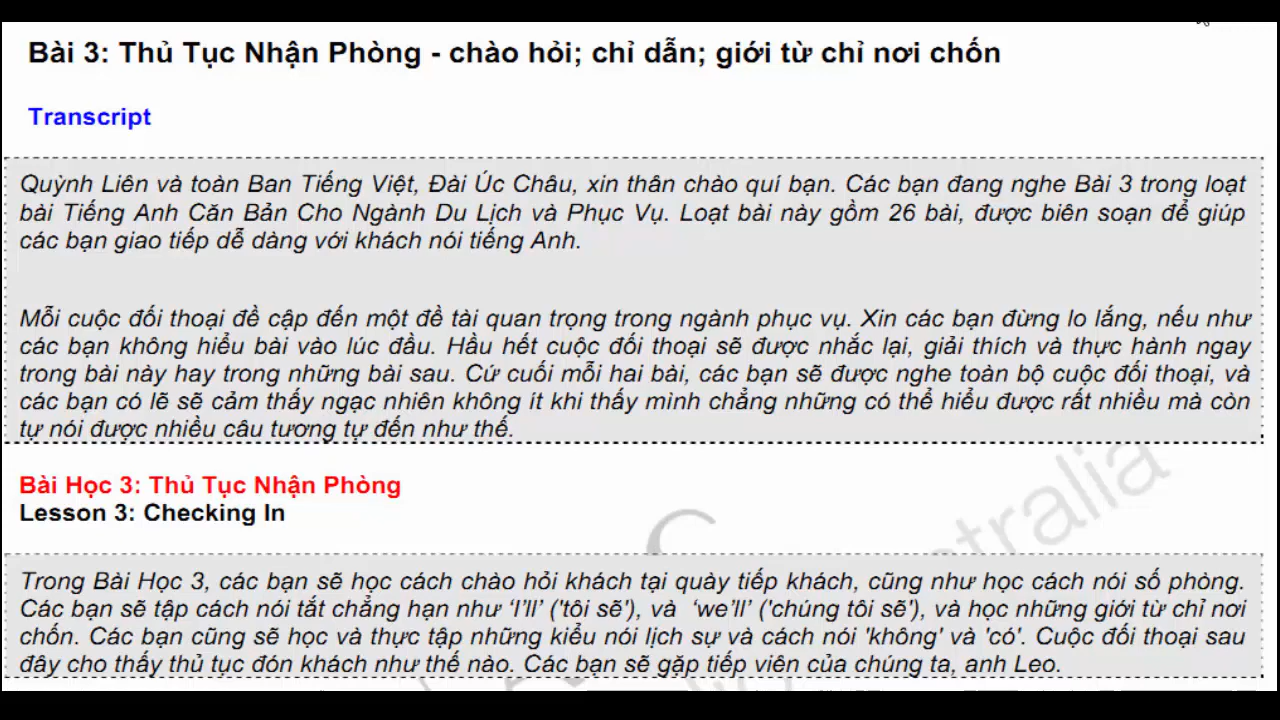 Bài 3: Thủ Tục Nhận Phòng - chào hỏi; chỉ dẫn; giới từ chỉ nơi chốn
Transcript
Quỳnh Liên và toàn Ban Tiếng Việt, Đài Úc Châu, xin thân chào quí bạn. Các bạn đang nghe Bài 3 trong loạt
bài Tiếng Anh Căn Bản Cho Ngành Du Lịch và Phục Vụ. Loạt bài này gồm 26 bài, được biên soạn để giúp
các bạn giao tiếp dễ dàng với khách nói tiếng Anh.
Mỗi cuộc đối thoại đề cập đến một đề tài quan trọng trong ngành phục vụ. Xin các bạn đừng lo lắng, nếu như
các bạn không hiểu bài vào lúc đầu. Hầu hết cuộc đối thoại sẽ được nhắc lại, giải thích và thực hành ngay
trong bài này hay trong những bài sau. Cứ cuối mỗi hai bài, các bạn sẽ được nghe toàn bộ cuộc đối thoại, và
các bạn có lẽ sẽ cảm thấy ngạc nhiên không ít khi thấy mình chẳng những có thể hiểu được rất nhiều mà còn
tự nói được nhiều câu tương tự đến như thế.
Bài Học 3: Thủ Tục Nhận Phòng
Lesson 3: Checking In
Trong Bài Học 3, các bạn sẽ học cách chào hỏi khách tại quày tiếp khách, cũng như học cách nói số phòng.
Các bạn sẽ tập cách nói tắt chẳng hạn như ‘I’ll’ ('tôi sẽ'), và ‘we’ll’ ('chúng tôi sẽ'), và học những giới từ chỉ nơi
chốn. Các bạn cũng sẽ học và thực tập những kiểu nói lịch sự và cách nói 'không' và 'có'. Cuộc đối thoại sau
đây cho thấy thủ tục đón khách như thế nào. Các bạn sẽ gặp tiếp viên của chúng ta, anh Leo.